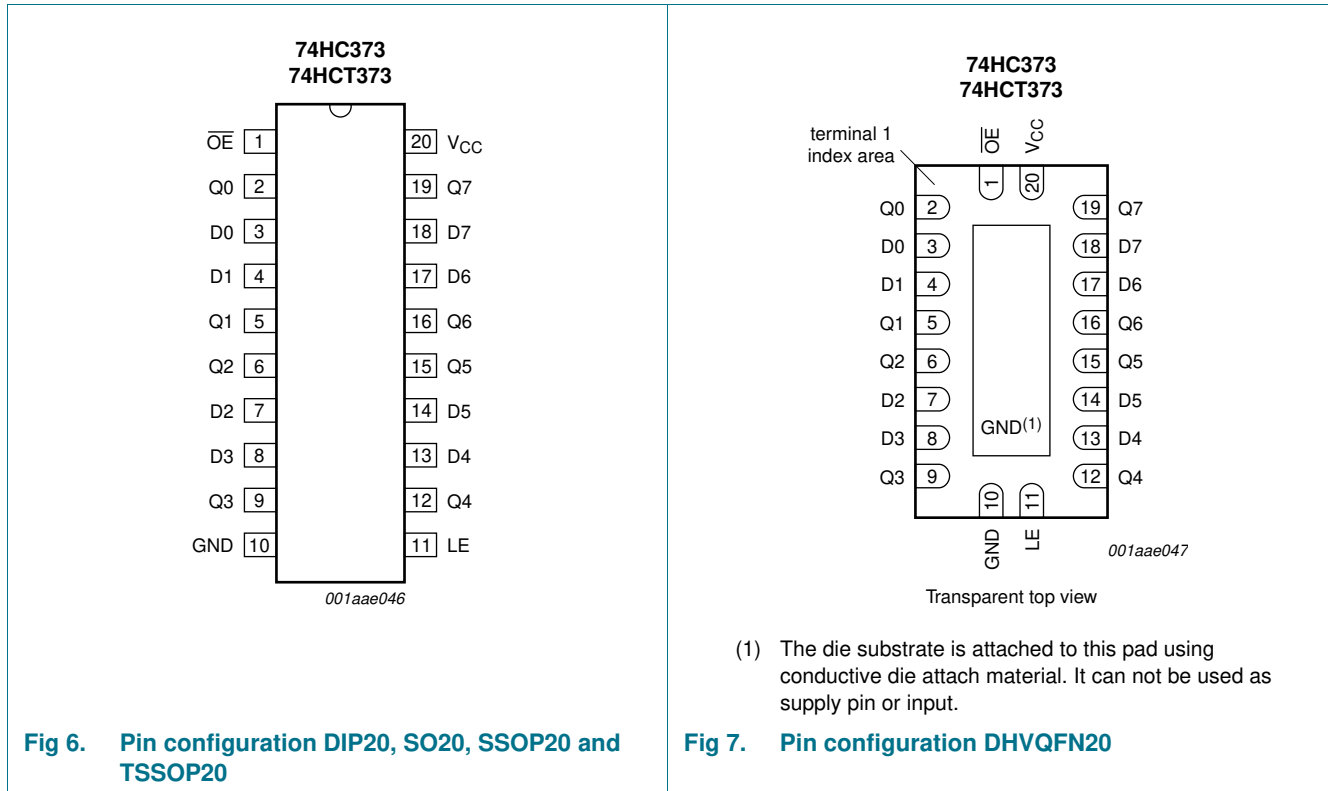 74HC373
74HCT373
O̅E̅ 1
20 VCC
Q0 2
19 Q7
D0 3
18 D7
D1 4
17 D6
Q1 5
16 Q6
Q2 6
15 Q5
D2 7
14 D5
D3 8
13 D4
Q3 9
12 Q4
GND 10
11 LE
001aae046
Fig 6. Pin configuration DIP20, SO20, SSOP20 and
TSSOP20
74HC373
74HCT373
terminal 1
index area
O̅E̅
VCC
1
20
Q0 2
19 Q7
D0 3
18 D7
D1 4
17 D6
Q1 5
16 Q6
Q2 6
15 Q5
D2 7
14 D5
D3 8
GND(1)
13 D4
Q3 9
12 Q4
10
11
GND
LE
001aae047
Transparent top view
(1) The die substrate is attached to this pad using
conductive die attach material. It can not be used as
supply pin or input.
Fig 7. Pin configuration DHVQFN20